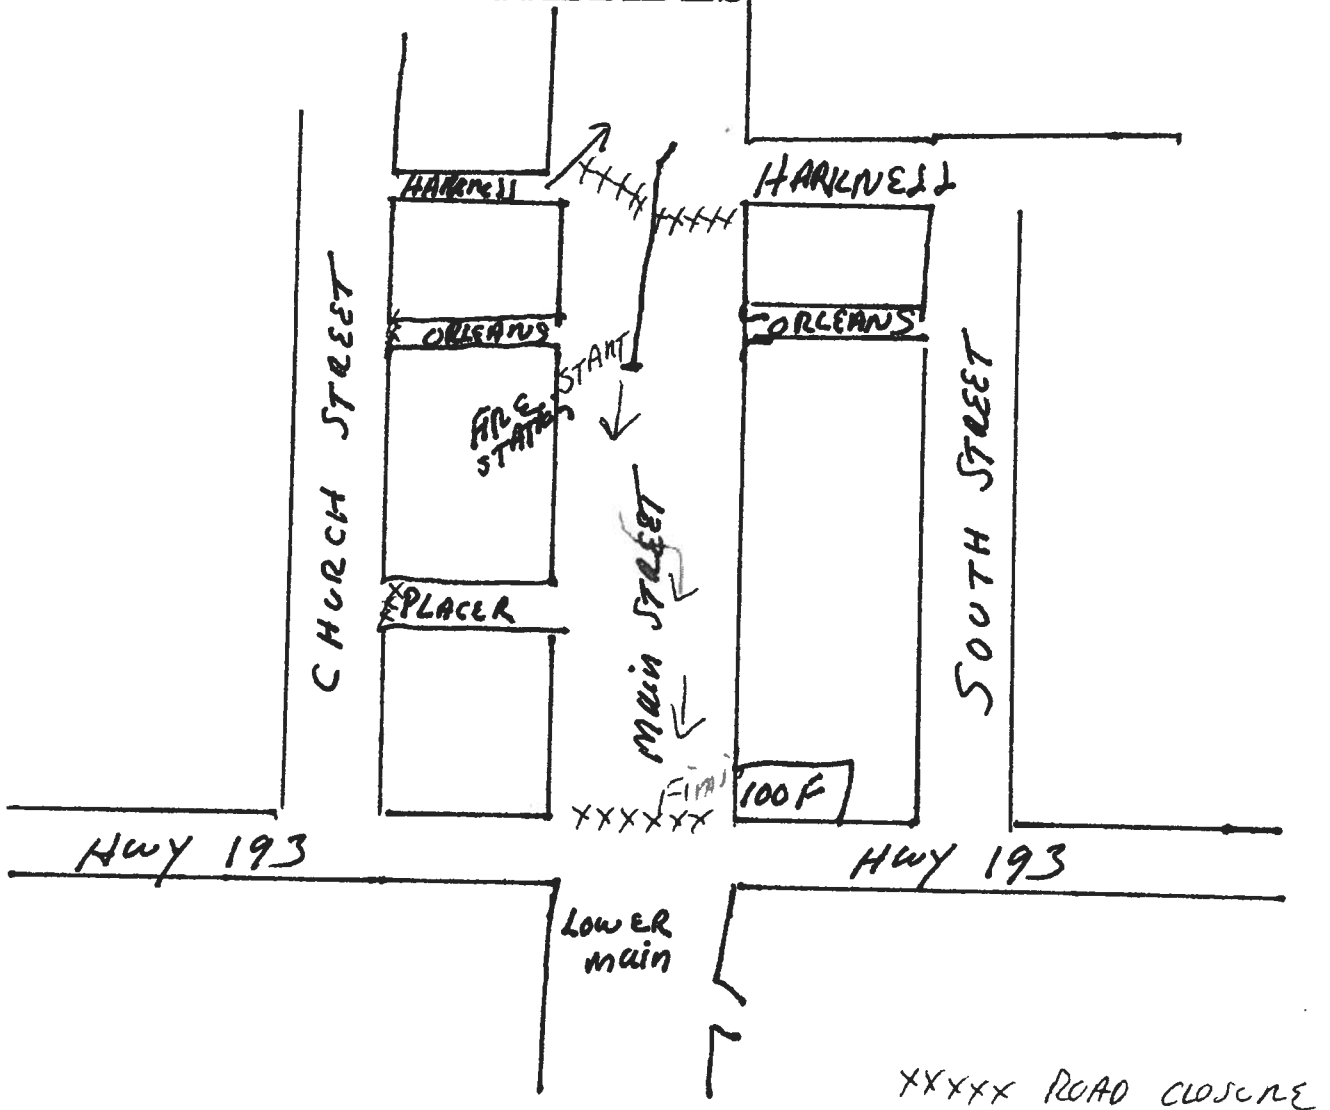 HARKNESS
HARKNESS
ORLEANS
ORLEANS
START
FIRE
STATION
CHURCH STREET
MAIN STREET
SOUTH STREET
PLACER
100F
HWY 193
HWY 193
LOWER
MAIN
XXXXX ROAD CLOSURE